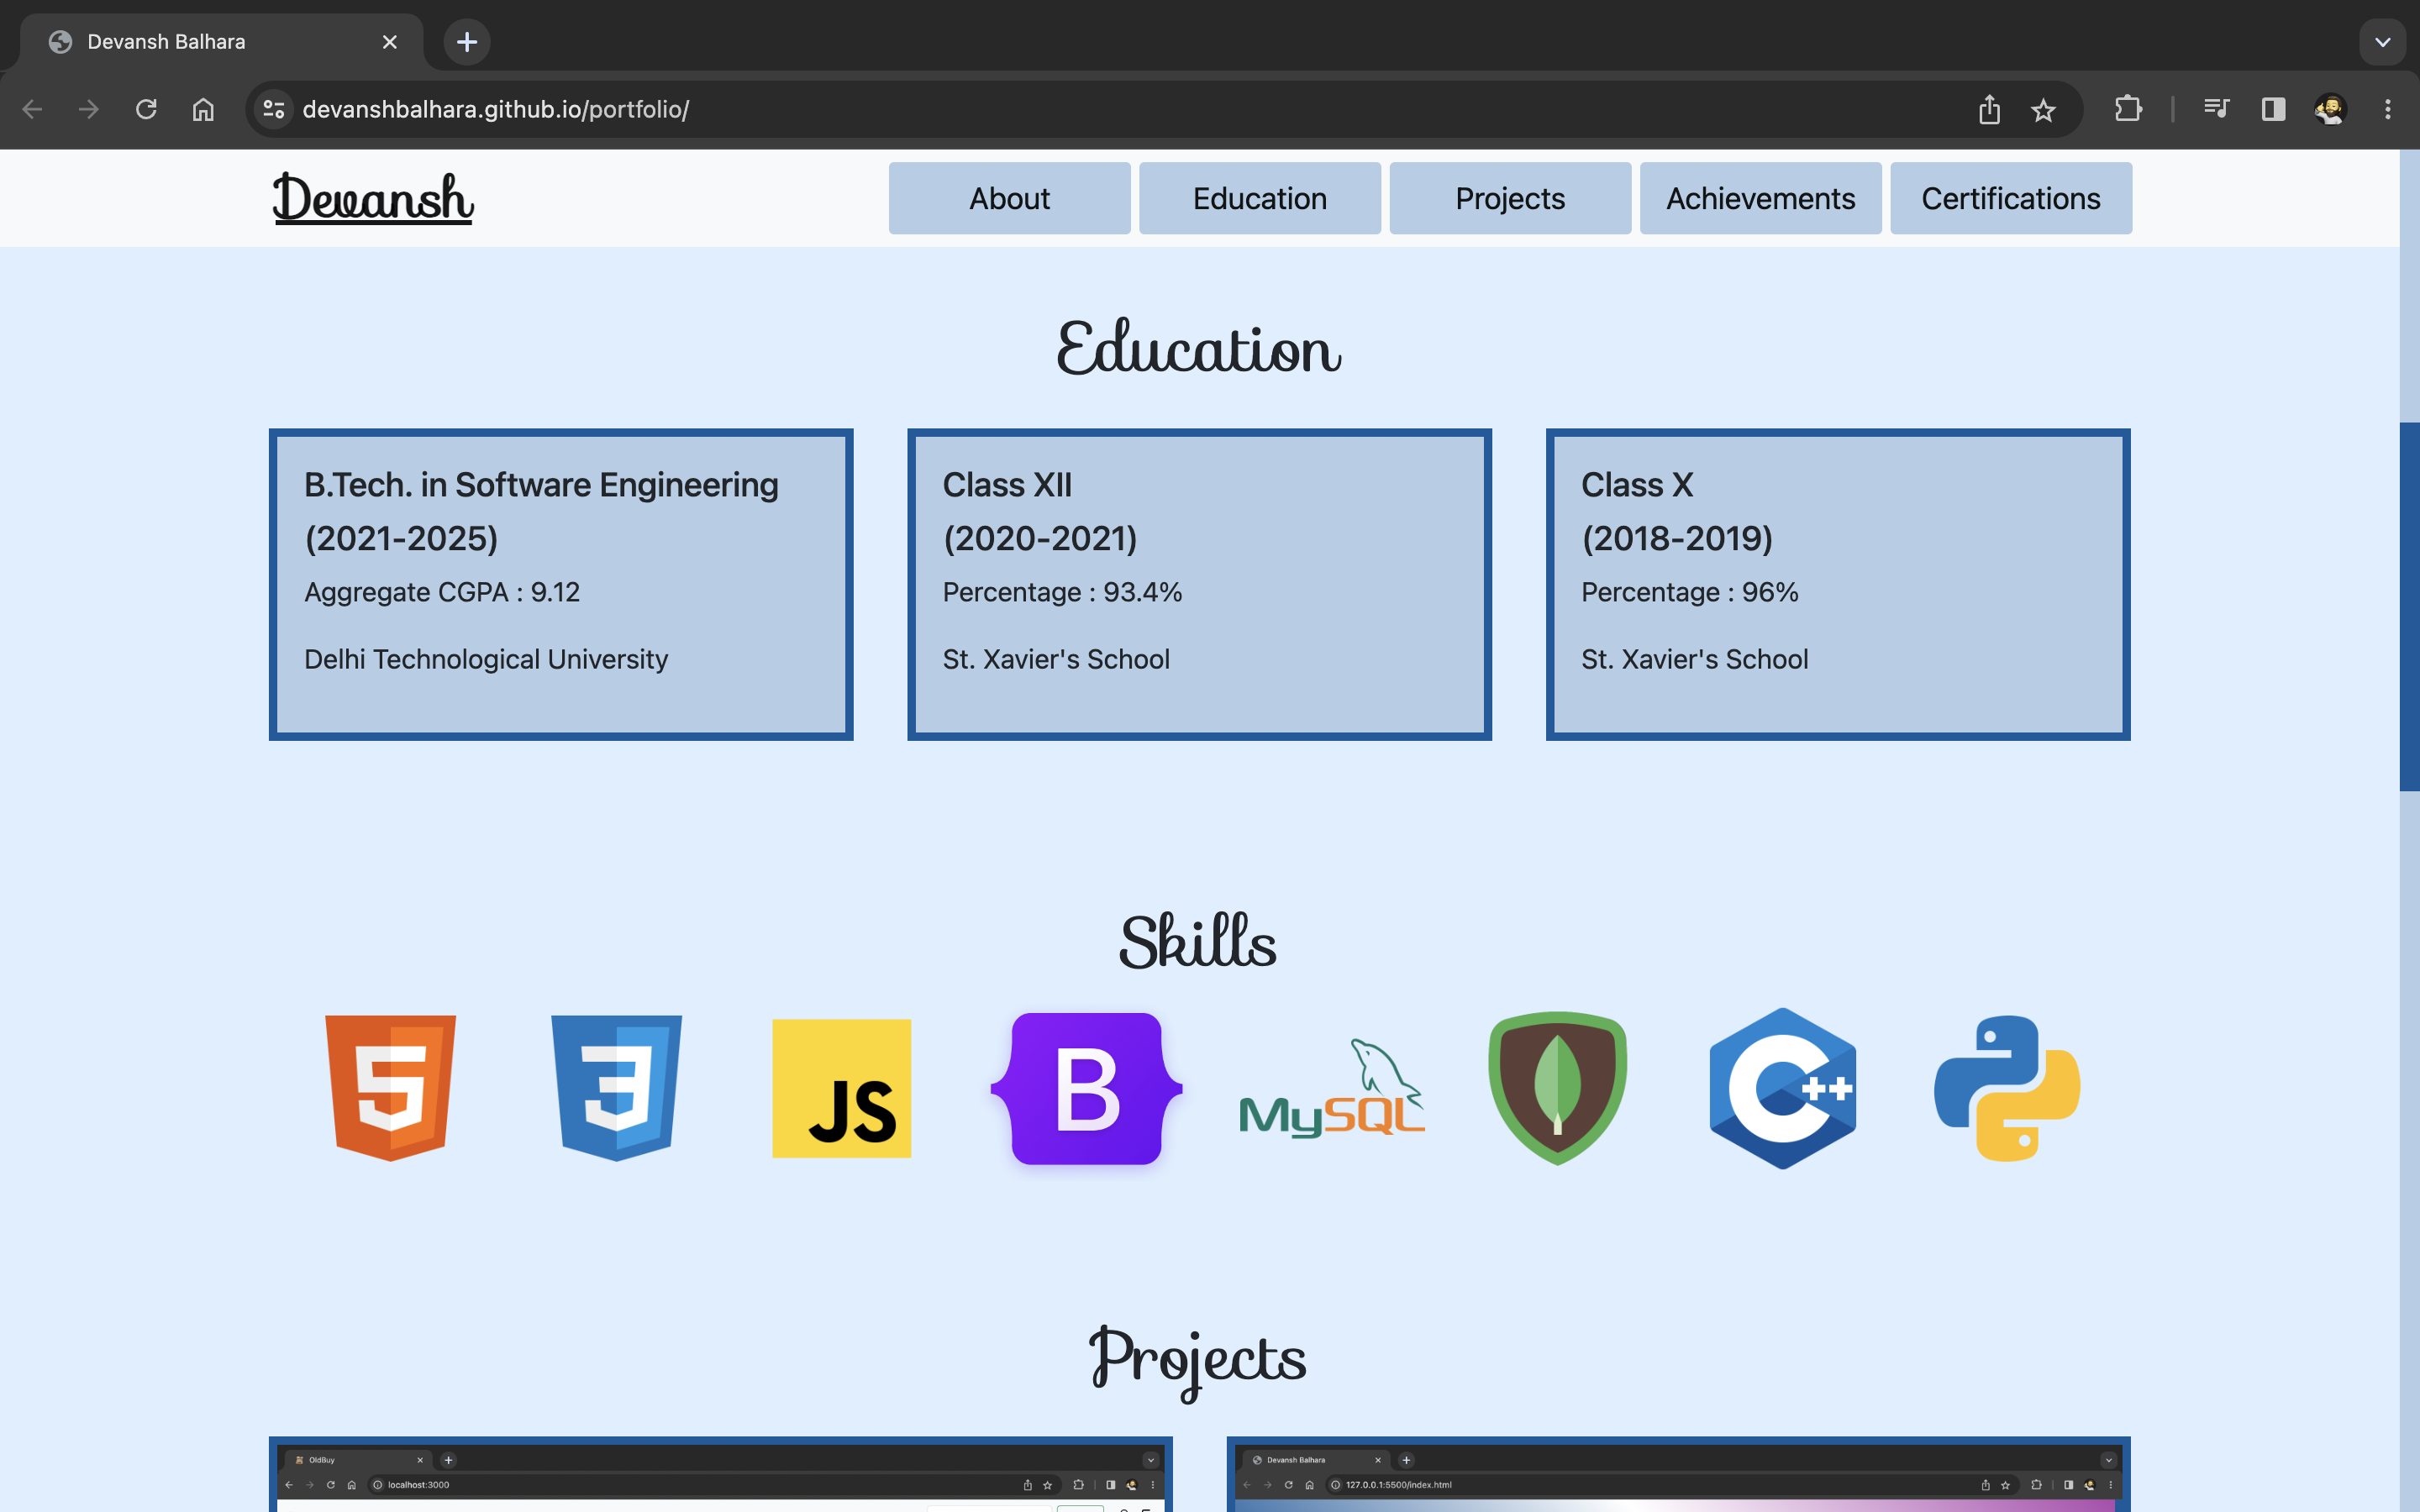 Devansh Balhara
devanshbalhara.github.io/portfolio/
Devansh
About
Education
Projects
Achievements
Certifications
Education
B.Tech. in Software Engineering
(2021-2025)
Aggregate CGPA : 9.12
Delhi Technological University
Class XII
(2020-2021)
Percentage : 93.4%
St. Xavier's School
Class X
(2018-2019)
Percentage : 96%
St. Xavier's School
Skills
5
3
JS
B
MySQL
C++
Projects
OldBuy
localhost:3000
Devansh Balhara
127.0.0.1:5500/index.html